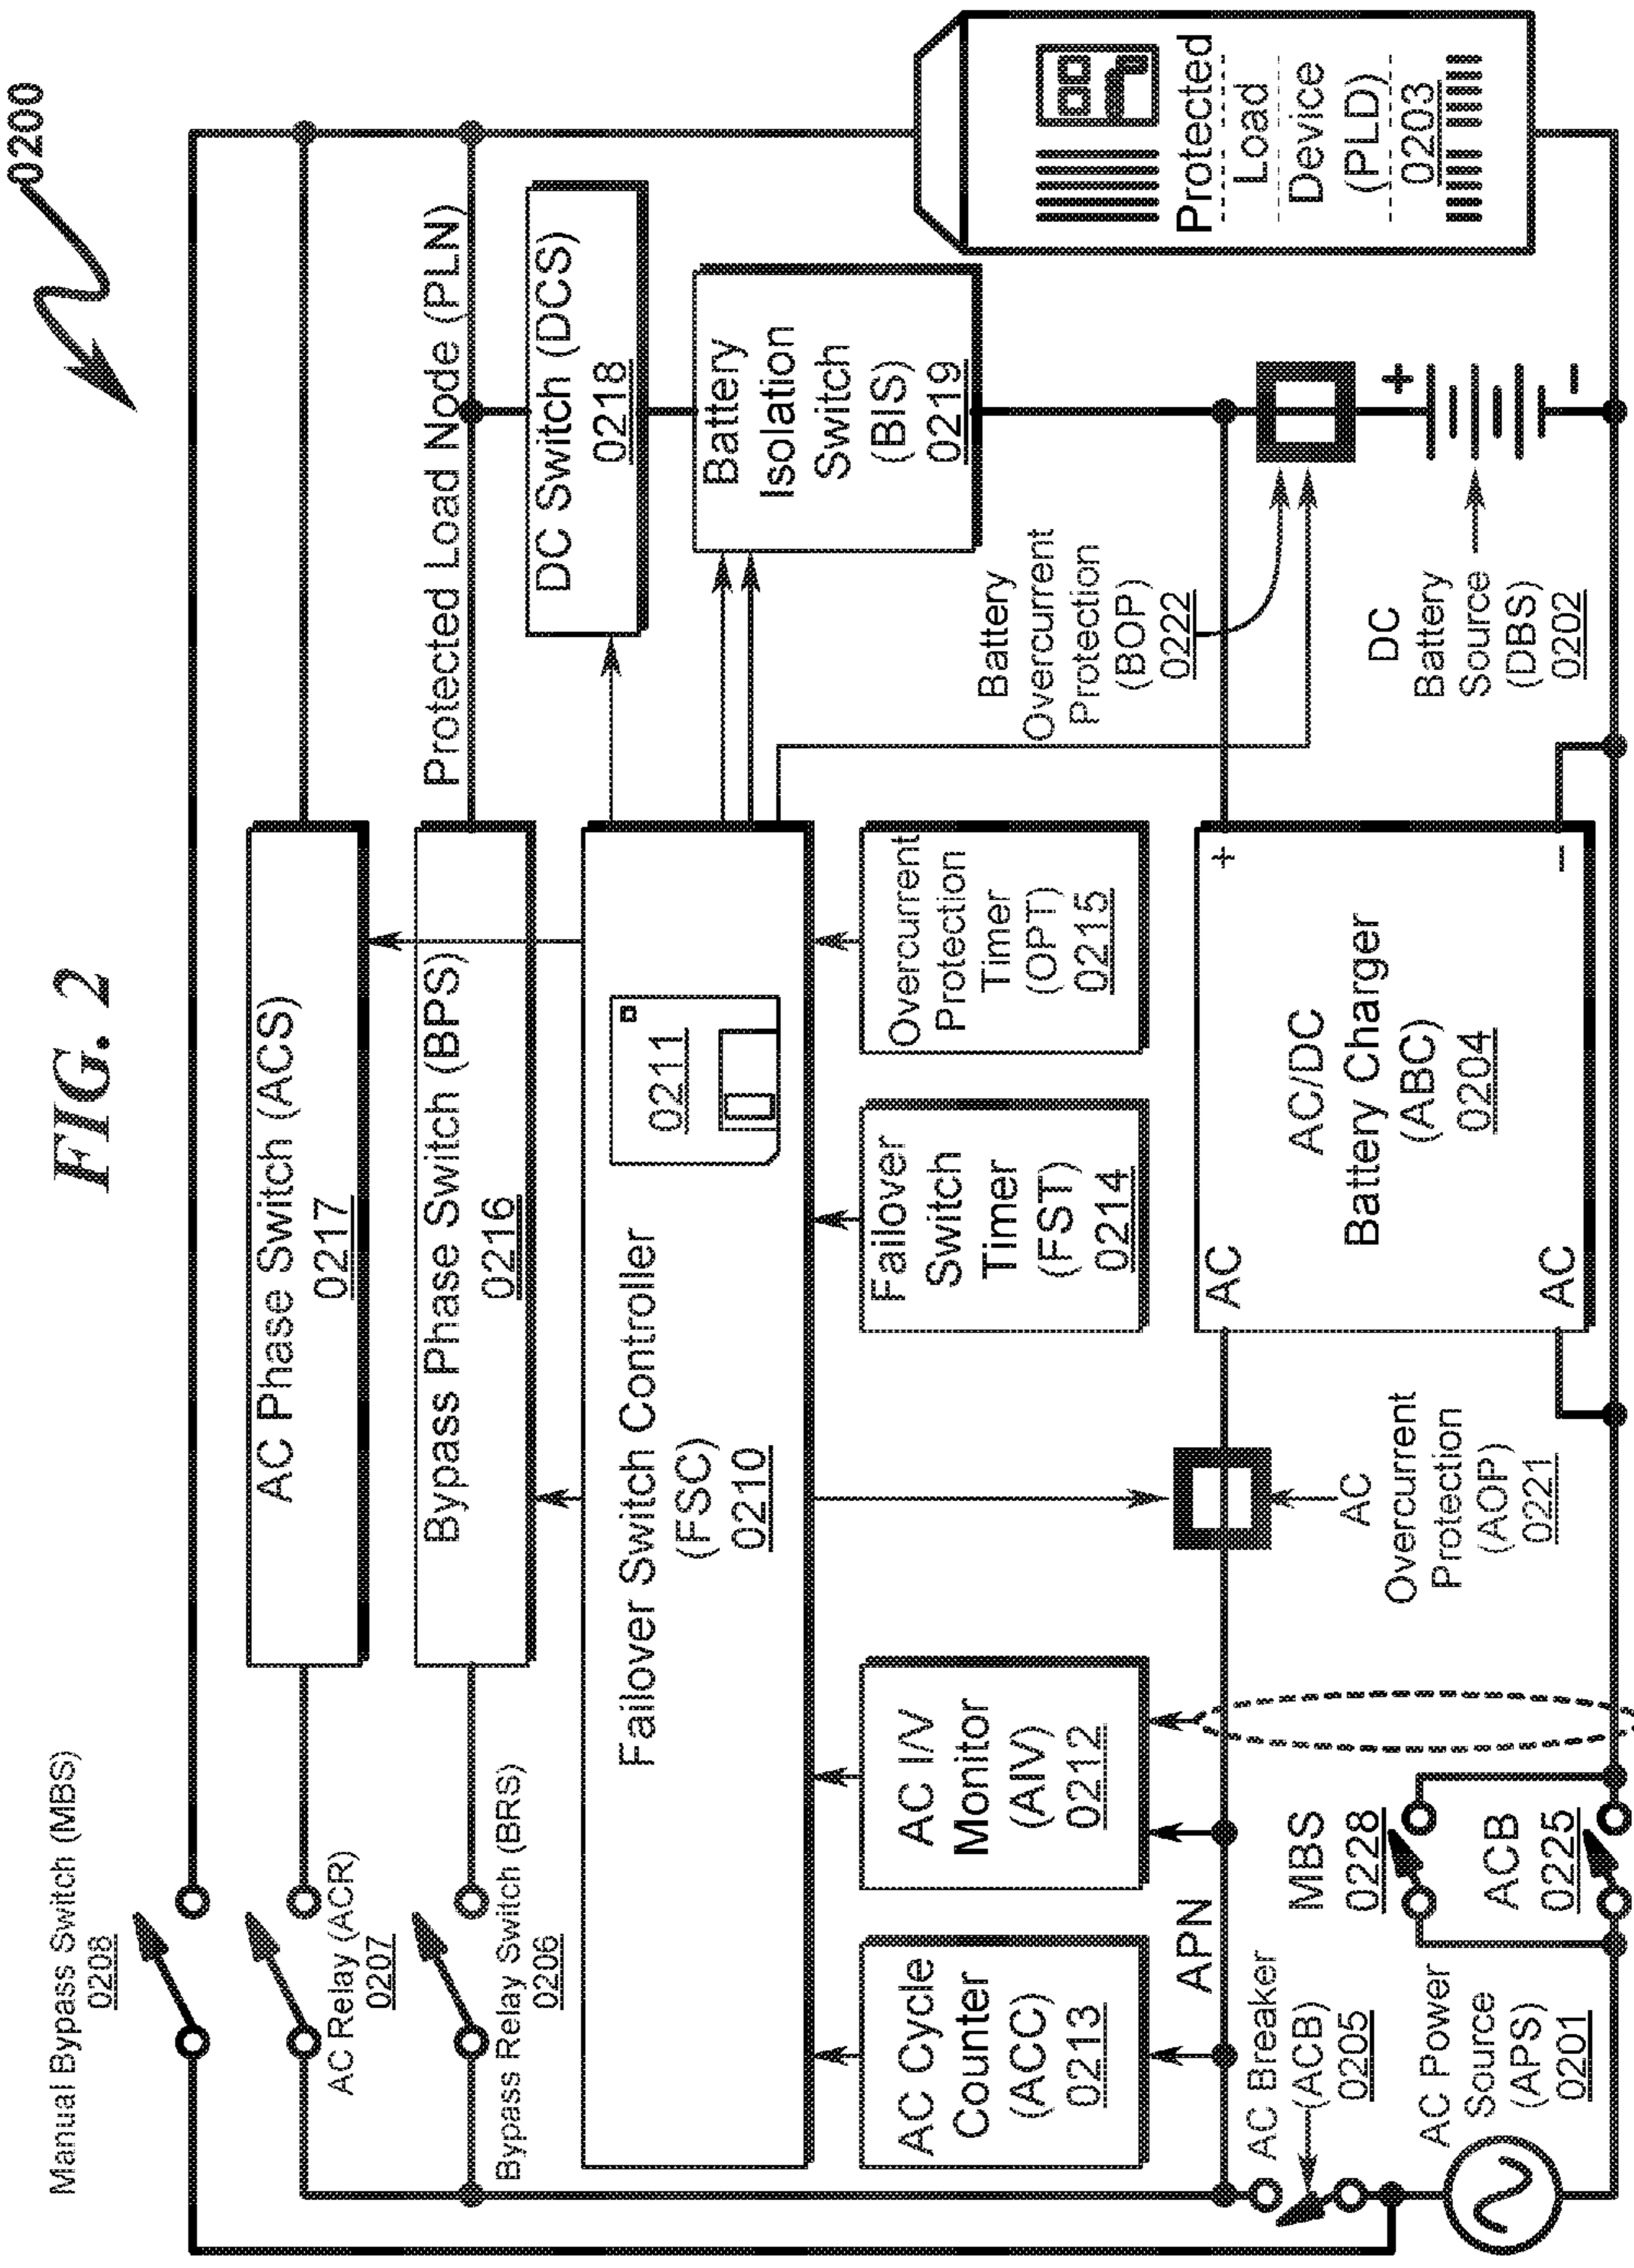 FIG. 2
0200
Manual Bypass Switch (MBS)
0208
AC Phase Switch (ACS)
0217
AC Relay (ACR)
0207
Bypass Phase Switch (BPS)
0216
Protected Load Node (PLN)
Bypass Relay Switch (BRS)
0206
Failover Switch Controller
(FSC)
0210
0211
DC Switch (DCS)
0218
Battery
Isolation
Switch
(BIS)
0219
AC Cycle
Counter
(ACC)
0213
AC I/V
Monitor
(AIV)
0212
Failover
Switch
Timer
(FST)
0214
Overcurrent
Protection
Timer
(OPT)
0215
Battery
Overcurrent
Protection
(BOP)
0222
Protected
Load
Device
(PLD)
0203
APN
AC Breaker
(ACB)
0205
MBS
0228
ACB
0225
AC
Overcurrent
Protection
(AOP)
0221
AC
+
AC/DC
Battery Charger
(ABC)
0204
AC
–
DC
Battery
Source
(DBS)
0202
+
–
AC Power
Source
(APS)
0201